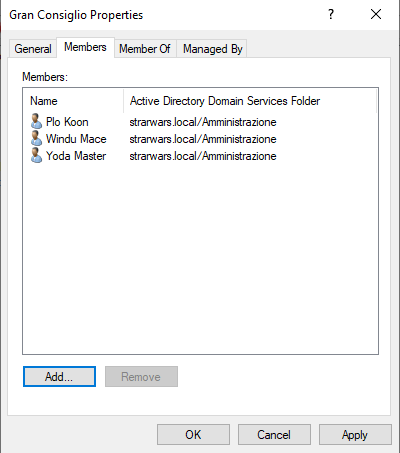 Gran Consiglio Properties
? ×
General Members Member Of Managed By
Members:
Name Active Directory Domain Services Folder
Plo Koon strarwars.local/Amministrazione
Windu Mace strarwars.local/Amministrazione
Yoda Master strarwars.local/Amministrazione
Add... Remove
OK Cancel Apply